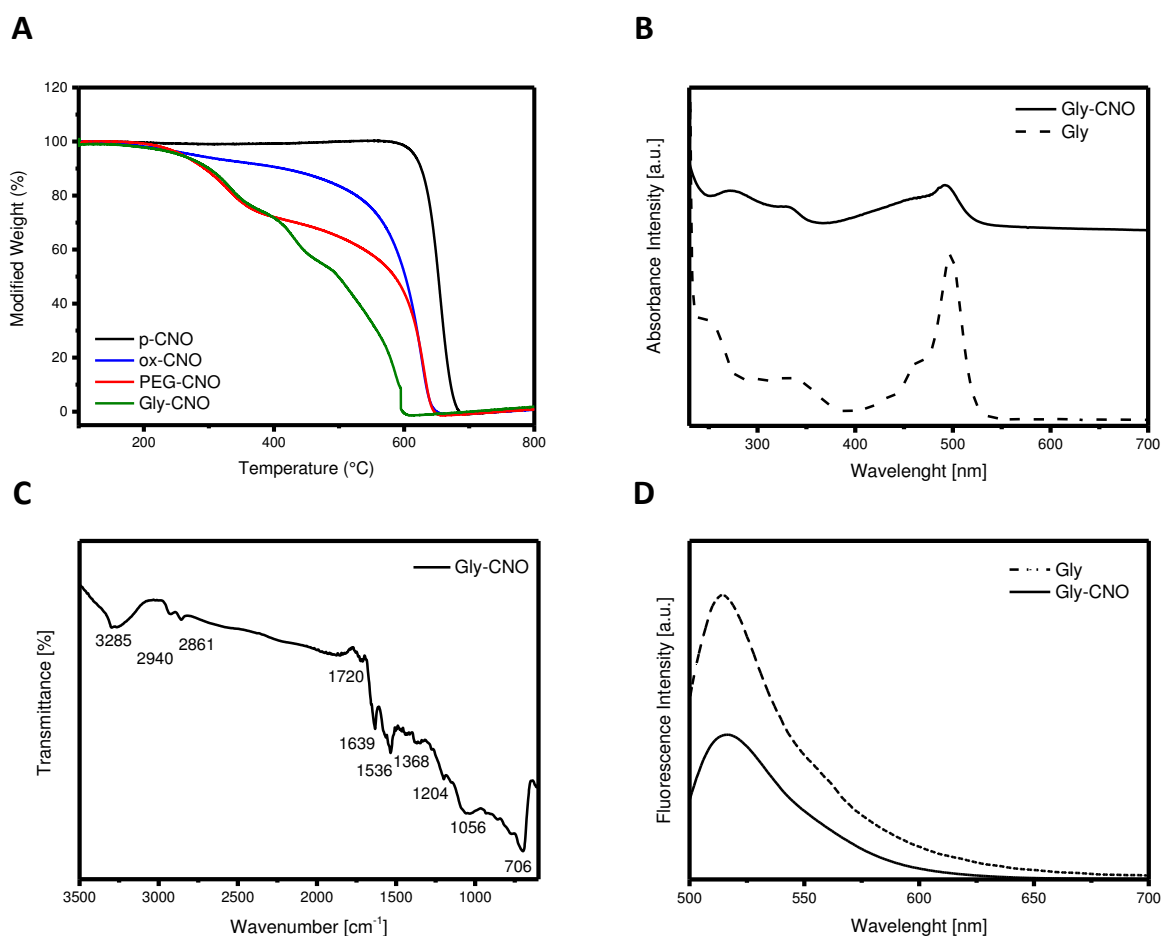 A
B
120
100
80
60
40
20
0
Modified Weight (%)
p-CNO
ox-CNO
PEG-CNO
Gly-CNO
200
400
600
800
Temperature (°C)
Gly-CNO
Gly
Absorbance Intensity [a.u.]
300
400
500
600
700
Wavelenght [nm]
C
D
Gly-CNO
Transmittance [%]
3285
2940
2861
1720
1639
1536
1368
1204
1056
706
3500
3000
2500
2000
1500
1000
Wavenumber [cm⁻¹]
Gly
Gly-CNO
Fluorescence Intensity [a.u.]
500
550
600
650
700
Wavelenght [nm]